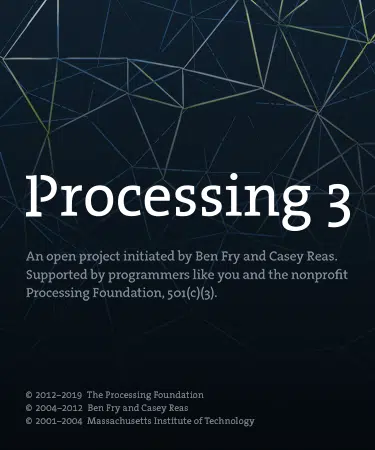 Processing 3
An open project initiated by Ben Fry and Casey Reas.
Supported by programmers like you and the nonprofit
Processing Foundation, 501(c)(3).
© 2012–2019 The Processing Foundation
© 2004–2012 Ben Fry and Casey Reas
© 2001–2004 Massachusetts Institute of Technology